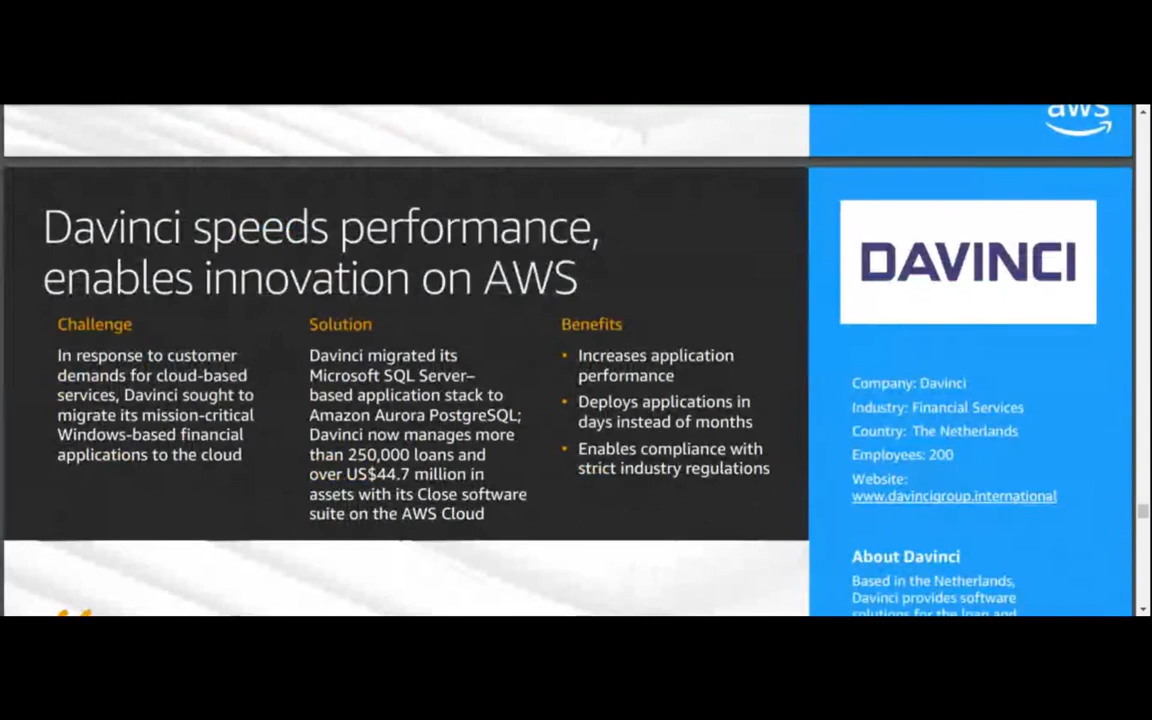 aws
Davinci speeds performance,
enables innovation on AWS
Challenge
In response to customer
demands for cloud-based
services, Davinci sought to
migrate its mission-critical
Windows-based financial
applications to the cloud
Solution
Davinci migrated its
Microsoft SQL Server–
based application stack to
Amazon Aurora PostgreSQL;
Davinci now manages more
than 250,000 loans and
over US$44.7 million in
assets with its Close software
suite on the AWS Cloud
Benefits
• Increases application
performance
• Deploys applications in
days instead of months
• Enables compliance with
strict industry regulations
DAVINCI
Company: Davinci
Industry: Financial Services
Country: The Netherlands
Employees: 200
Website:
www.davincigroup.international
About Davinci
Based in the Netherlands,
Davinci provides software
solutions for the loan and